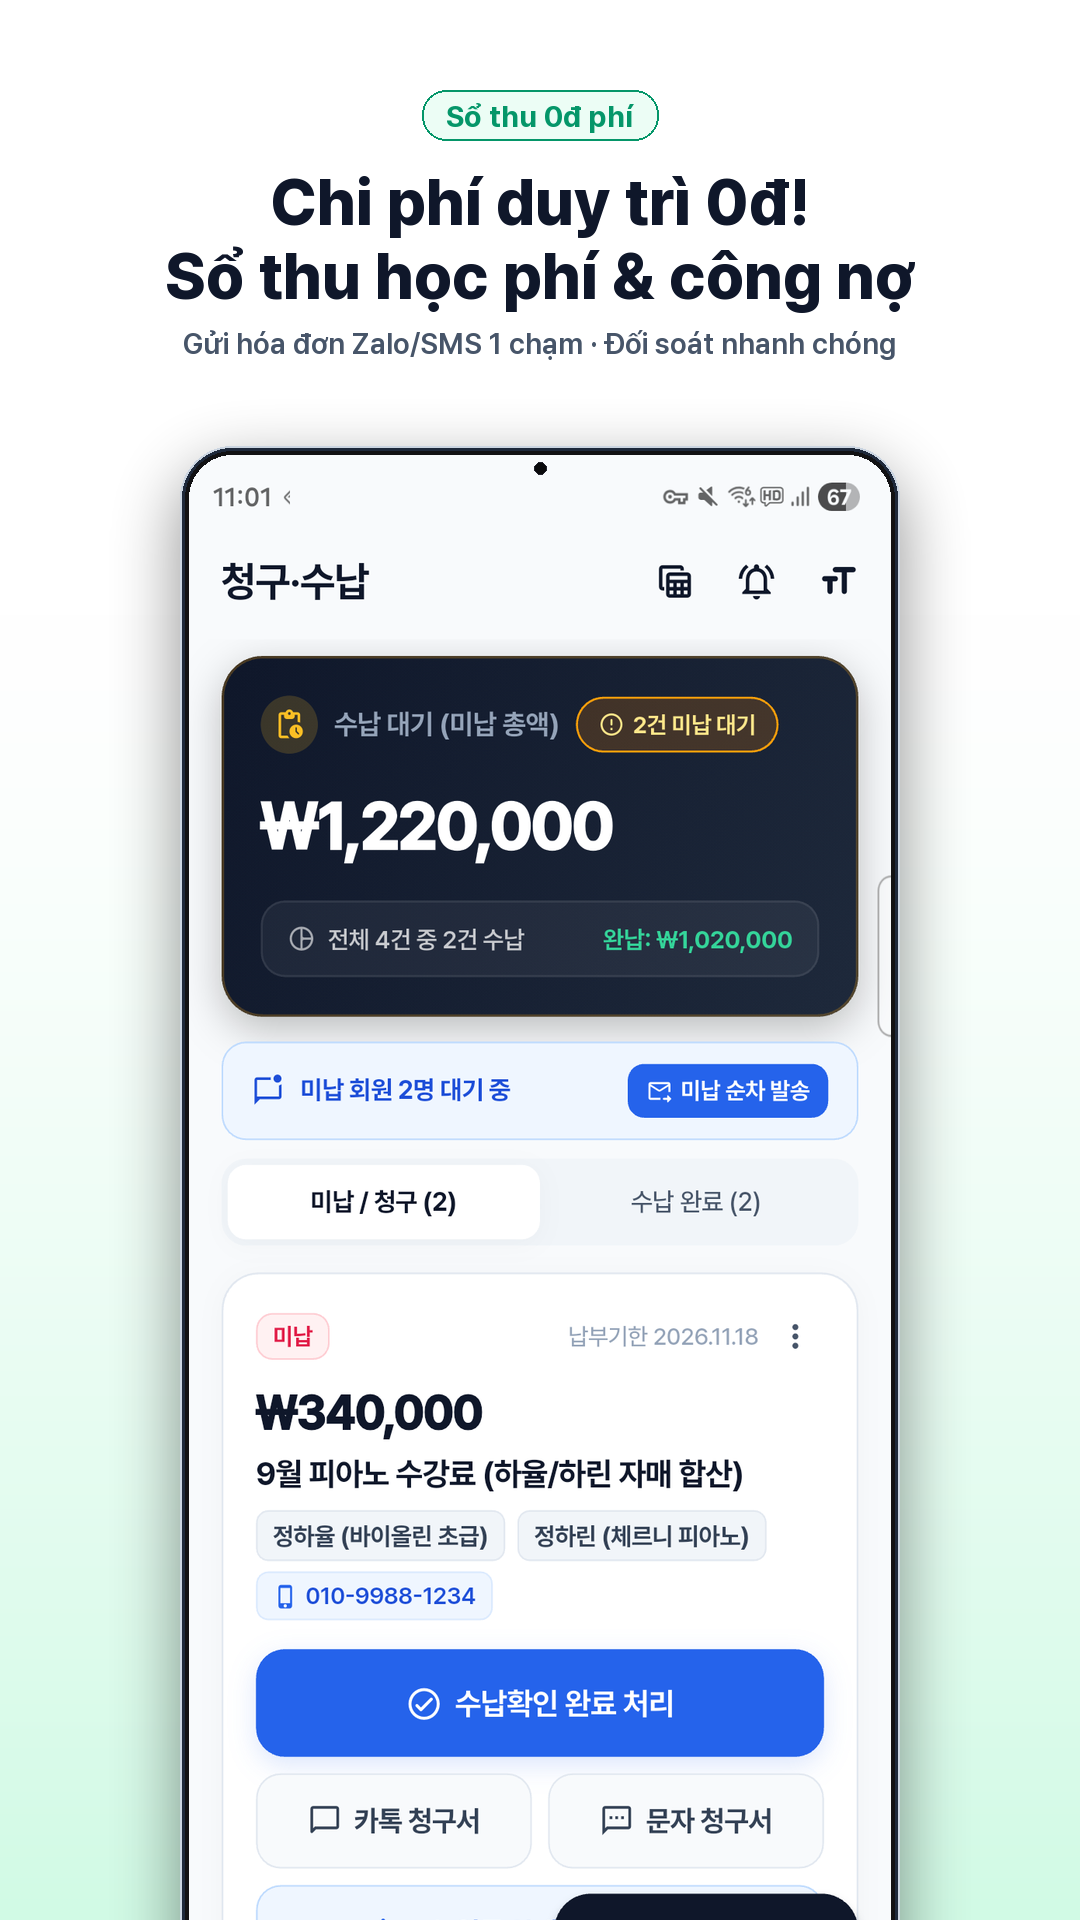 Sổ thu 0đ phí
Chi phí duy trì 0đ!
Sổ thu học phí & công nợ
Gửi hóa đơn Zalo/SMS 1 chạm · Đối soát nhanh chóng
11:01
HD
67
청구·수납
수납 대기 (미납 총액)
2건 미납 대기
₩1,220,000
전체 4건 중 2건 수납
완납: ₩1,020,000
미납 회원 2명 대기 중
미납 순차 발송
미납 / 청구 (2)
수납 완료 (2)
미납
납부기한 2026.11.18
₩340,000
9월 피아노 수강료 (하율/하린 자매 합산)
정하율 (바이올린 초급)
정하린 (체르니 피아노)
010-9988-1234
수납확인 완료 처리
카톡 청구서
문자 청구서